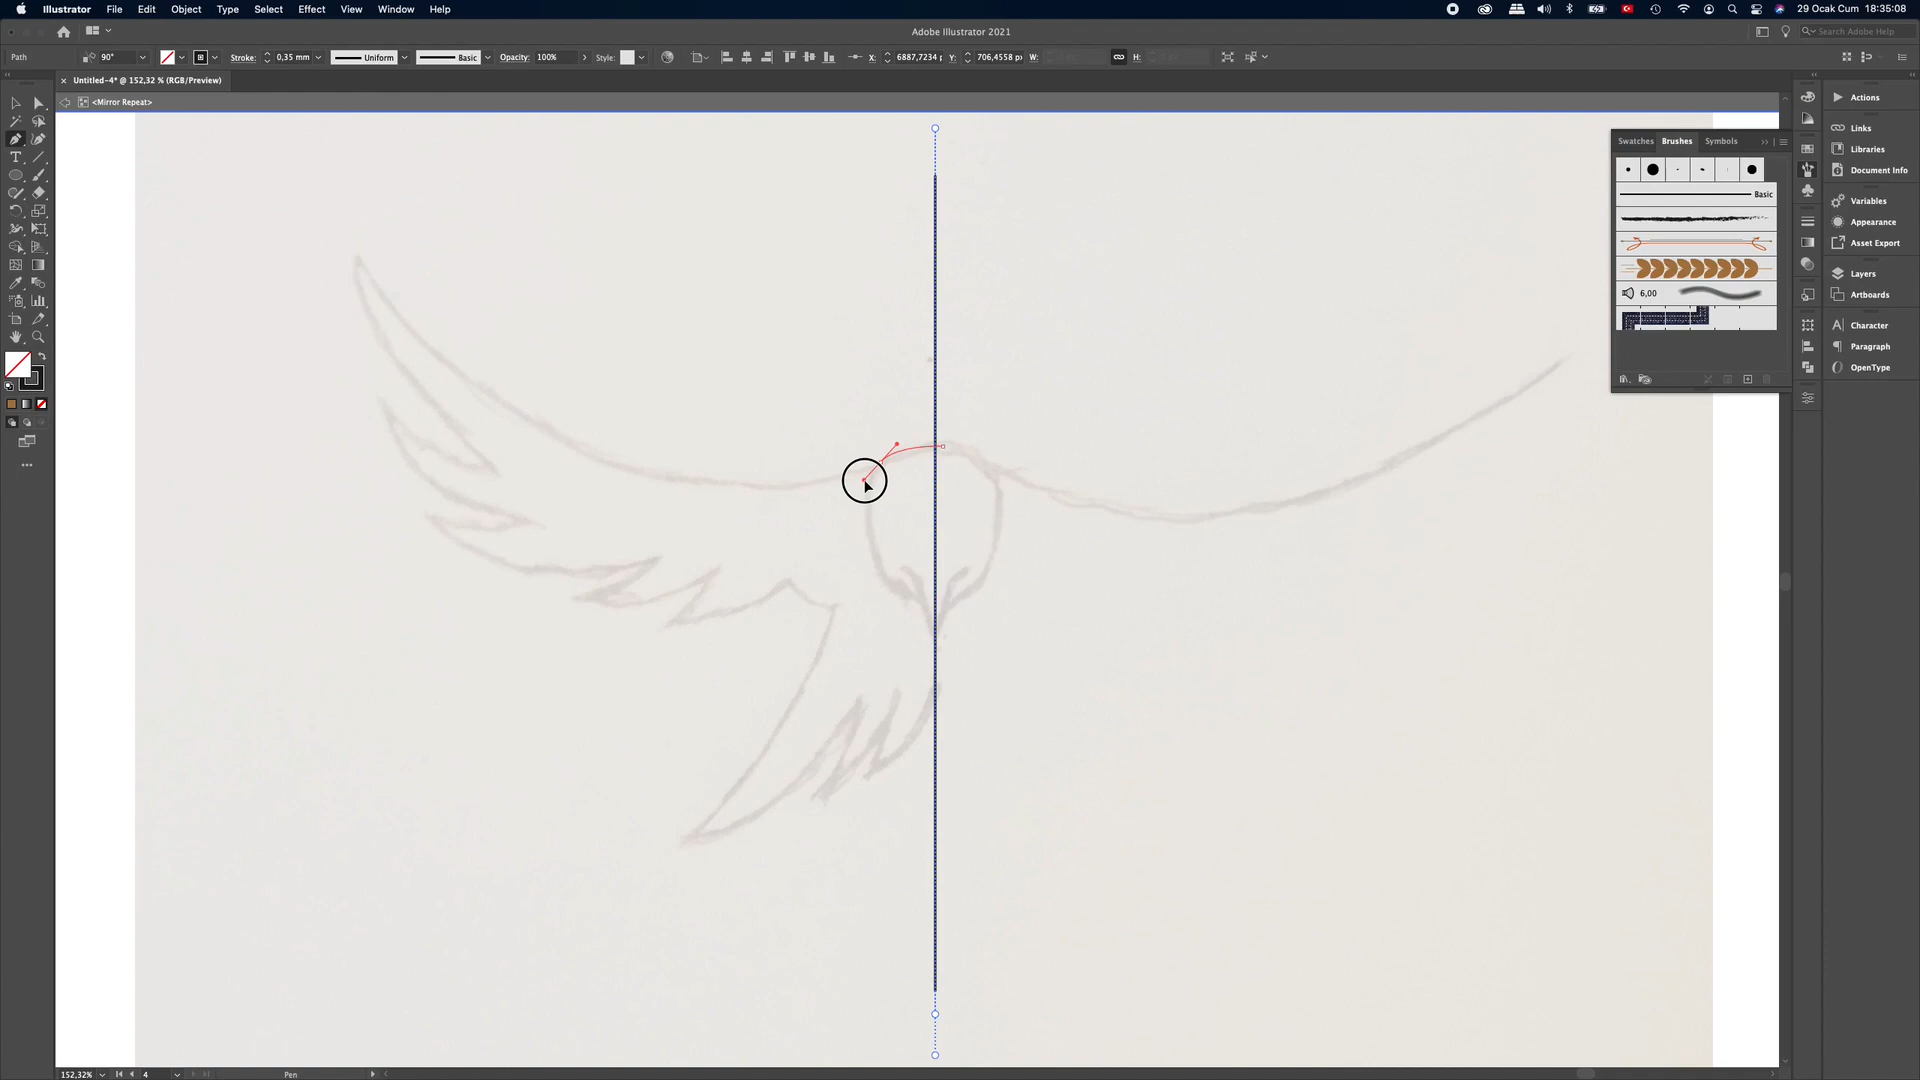 Illustrator File Edit Object Type Select Effect View Window Help
29 Ocak Cum 18:35:08
Adobe Illustrator 2021
Search Adobe Help
Path 90° Stroke: 0,35 mm Uniform Basic Opacity: 100% Style: X: 6887,7234 p Y: 706,4558 p W: H:
× Untitled-4* @ 152,32 % (RGB/Preview)
<Mirror Repeat>
Swatches Brushes Symbols
Basic
6,00
Actions
Links
Libraries
Document Info
Variables
Appearance
Asset Export
Layers
Artboards
Character
Paragraph
OpenType
152,32% 4 Pen